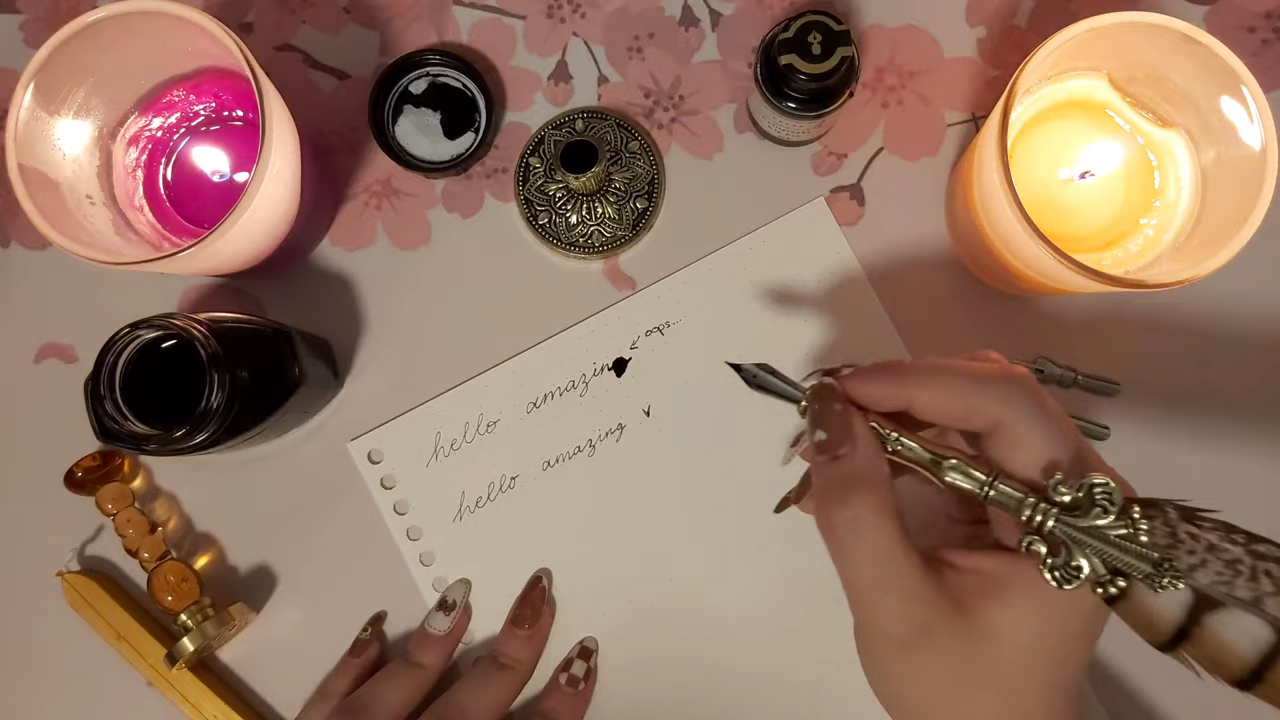 hello amazin
← oops...
hello amazing v